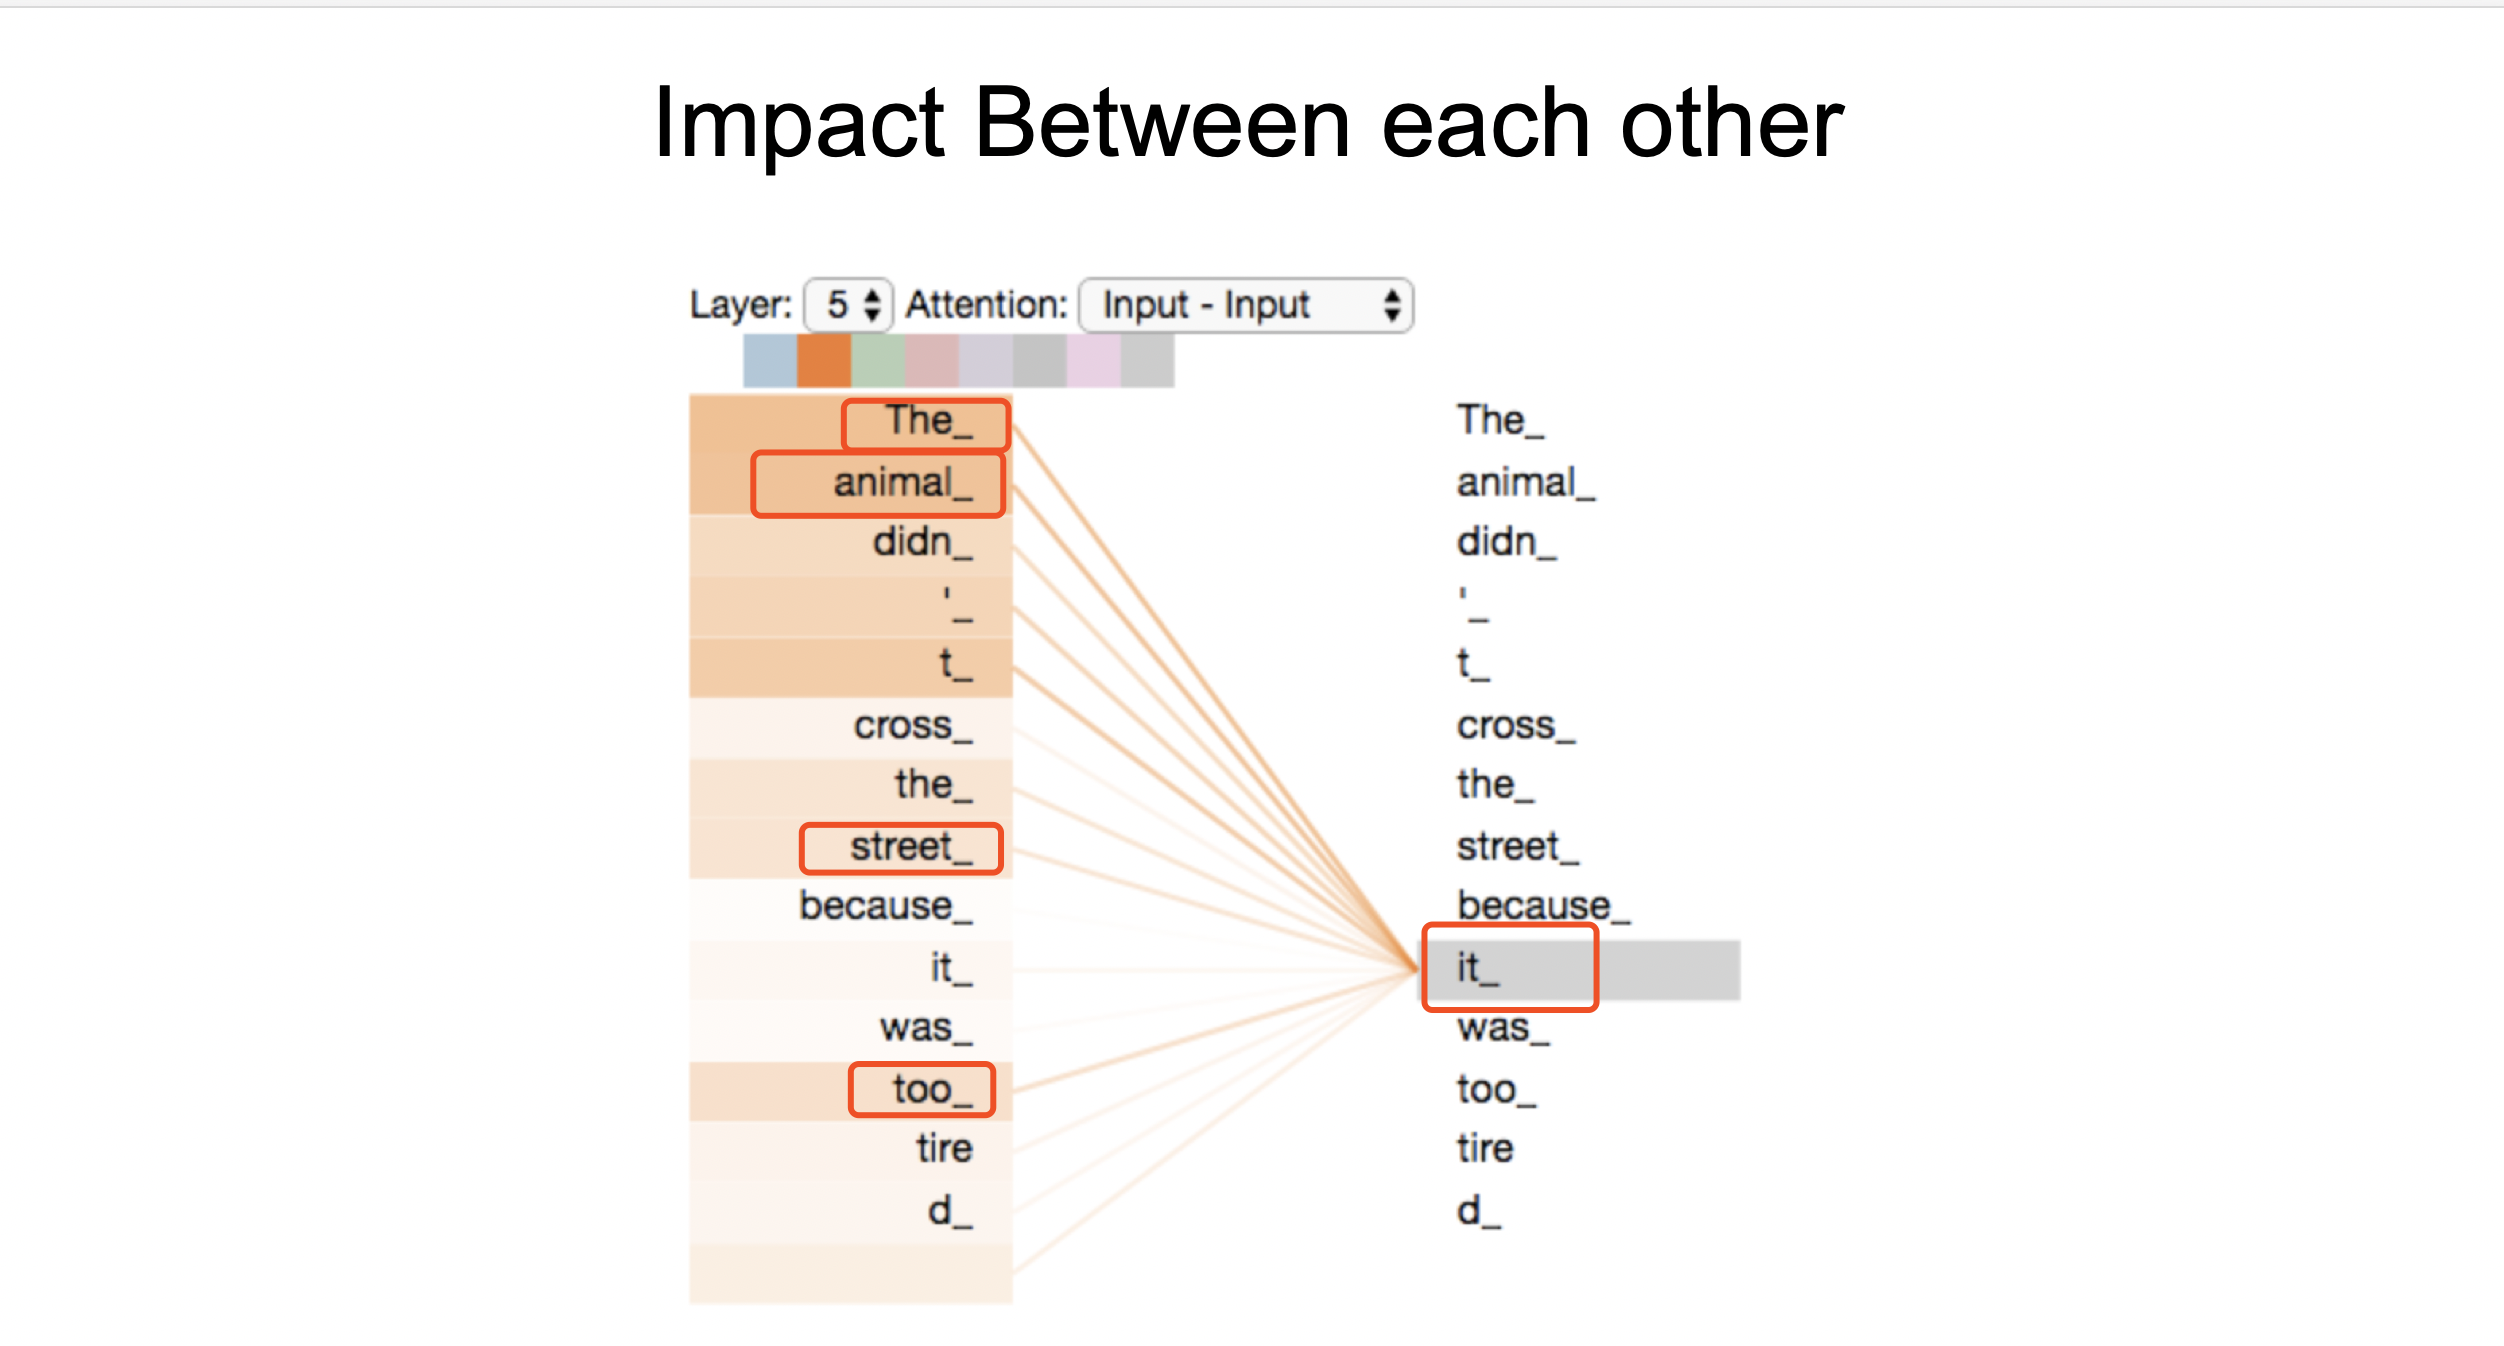 Impact Between each other
Layer: 5 Attention: Input - Input
The_ The_
animal_ animal_
didn_ didn_
'_ '_
t_ t_
cross_ cross_
the_ the_
street_ street_
because_ because_
it_ it_
was_ was_
too_ too_
tire tire
d_ d_